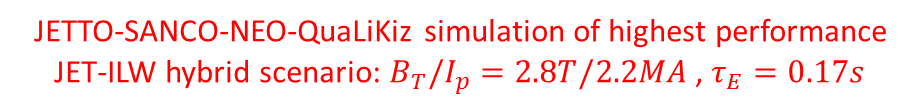 JETTO-SANCO-NEO-QuaLiKiz simulation of highest performance
JET-ILW hybrid scenario: B_T/I_p = 2.8T/2.2MA , τ_E = 0.17s